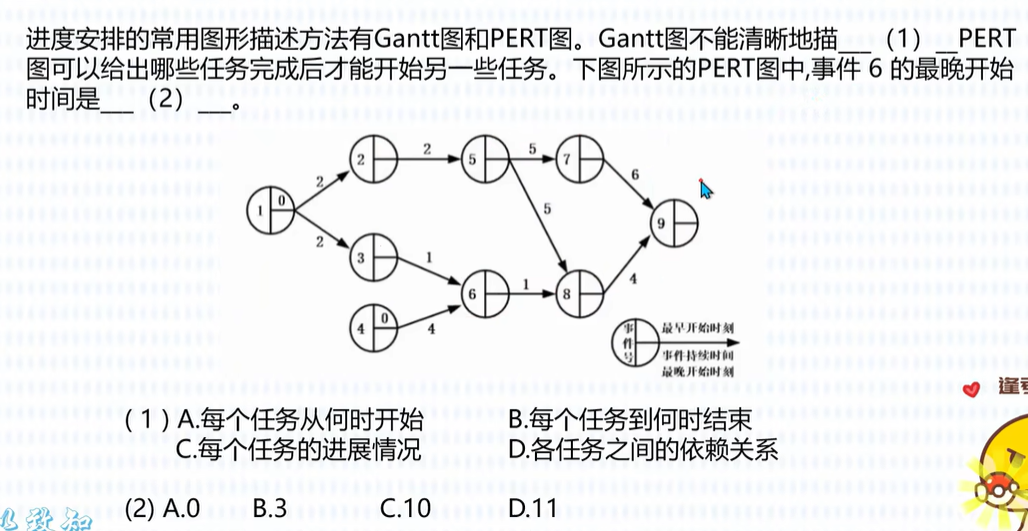 进度安排的常用图形描述方法有Gantt图和PERT图。Gantt图不能清晰地描__（1）__PERT
图可以给出哪些任务完成后才能开始另一些任务。下图所示的PERT图中,事件 6 的最晚开始
时间是__（2）__。
2 2 5 5 7
2 6
1 0 5 9
2
3 1 4
6 1 8
4 0 4
事件号 最早开始时刻
事件持续时间
最晚开始时刻
( 1 ) A.每个任务从何时开始 B.每个任务到何时结束
C.每个任务的进展情况 D.各任务之间的依赖关系
(2) A.0 B.3 C.10 D.11
致知
逢考